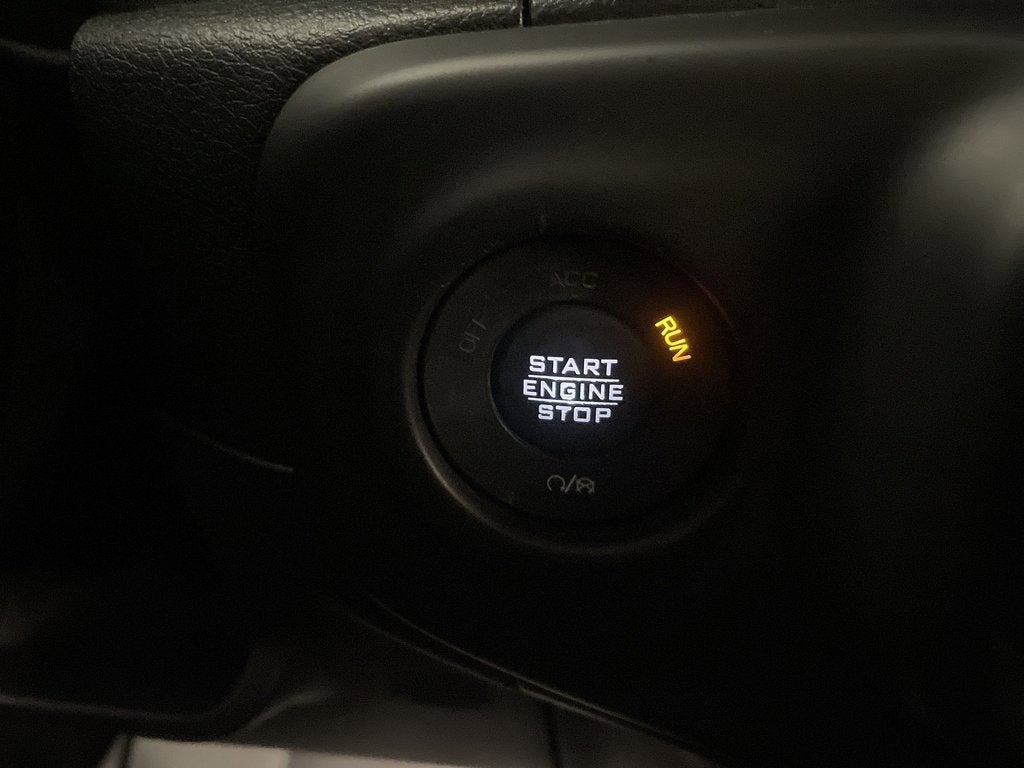 ACC
OFF
RUN
START
ENGINE
STOP